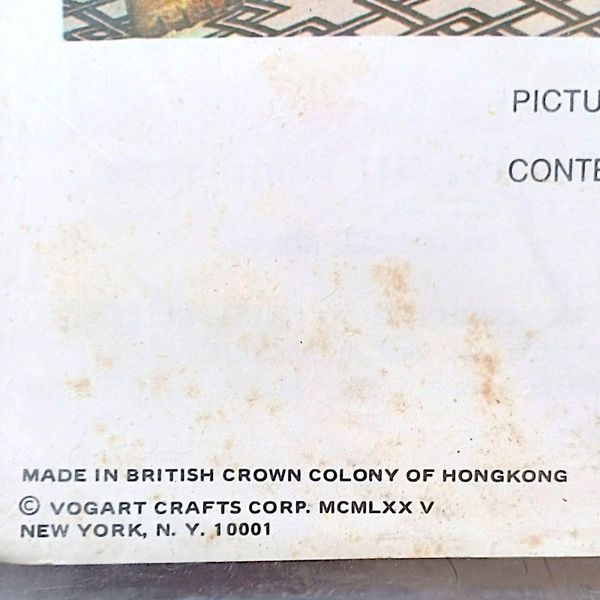 PICTU
CONTE
MADE IN BRITISH CROWN COLONY OF HONGKONG
© VOGART CRAFTS CORP. MCMLXX V
NEW YORK, N. Y. 10001